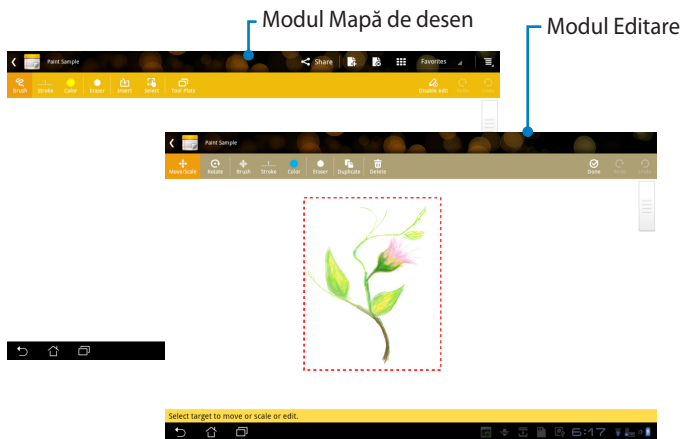 Modul Mapă de desen
Modul Editare
Paint Sample
Share
Favorites
Brush Stroke Color Eraser Insert Select Tool Plate Disable edit Redo Undo
Paint Sample
Move/Scale Rotate Brush Stroke Color Eraser Duplicate Delete Done Redo Undo
Select target to move or scale or edit.
6:17